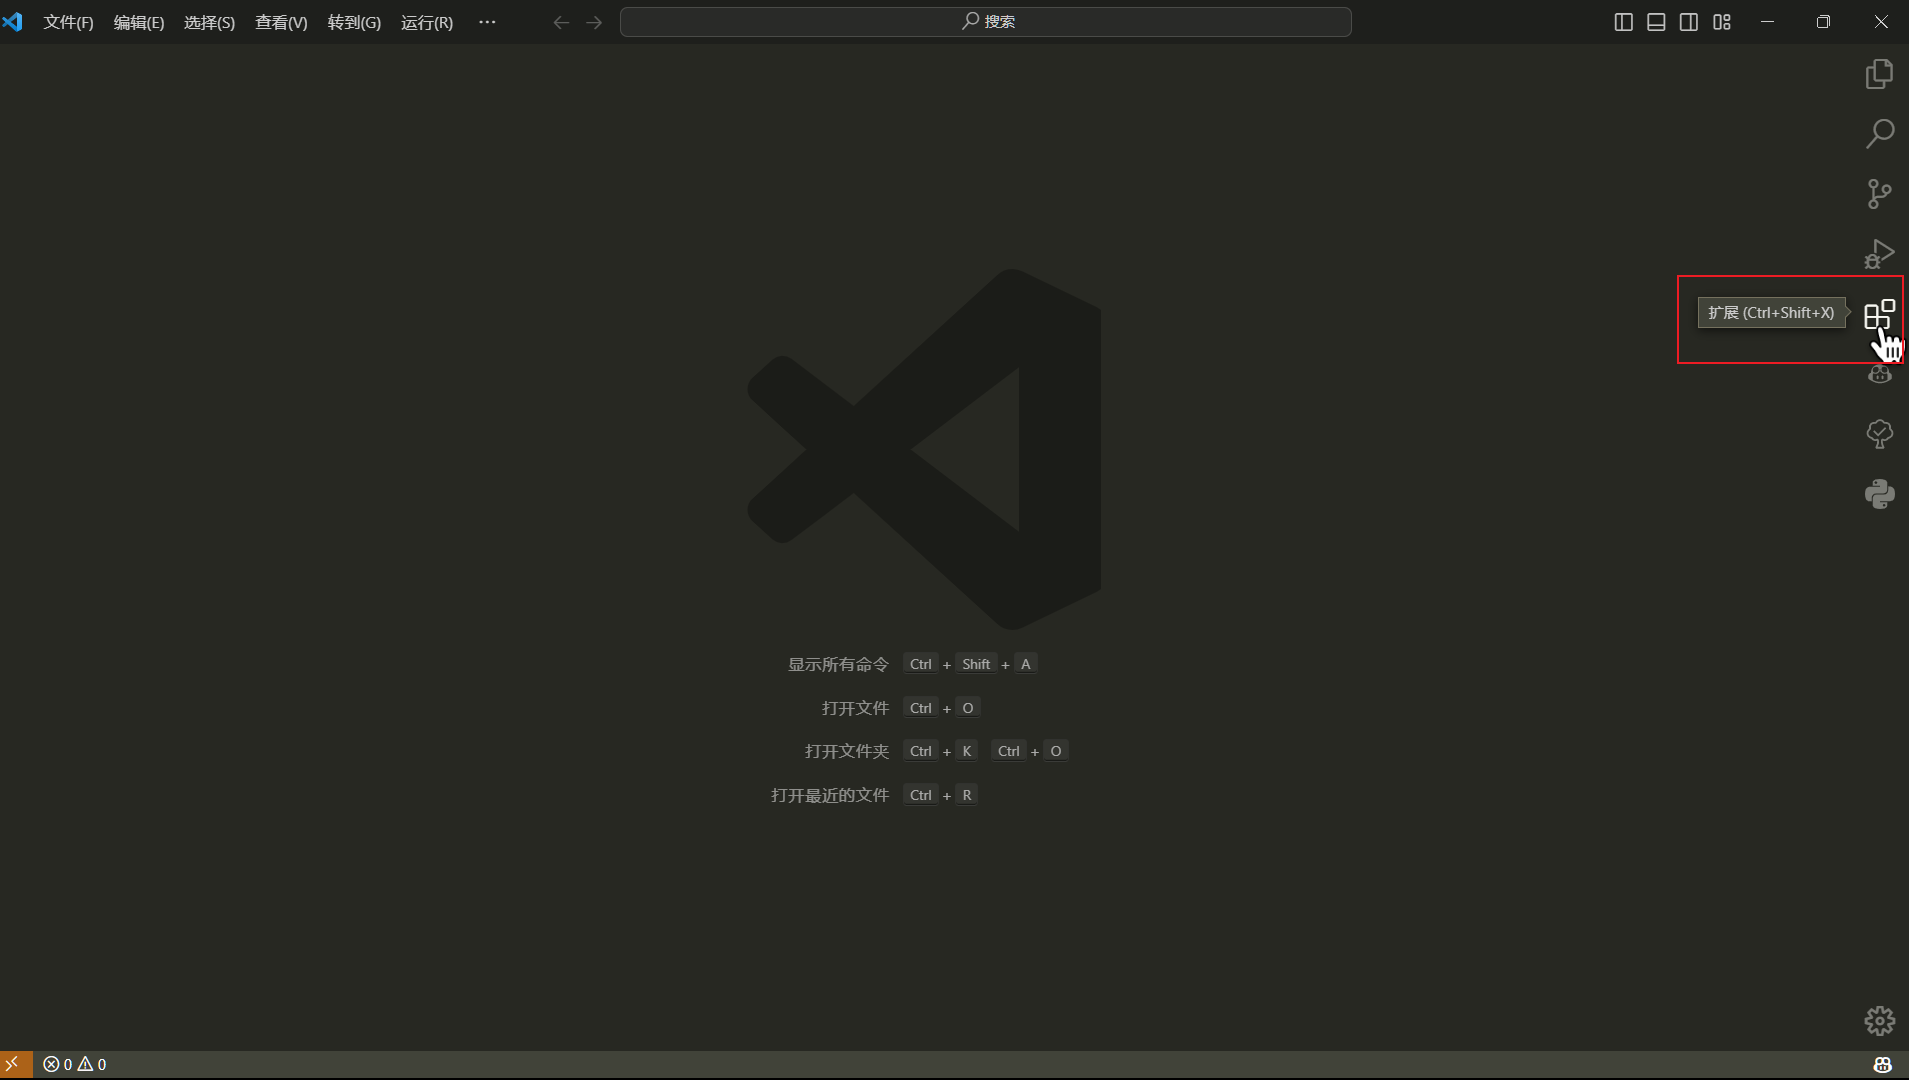 文件(F) 编辑(E) 选择(S) 查看(V) 转到(G) 运行(R) ··· 搜索
扩展 (Ctrl+Shift+X)
显示所有命令 Ctrl + Shift + A
打开文件 Ctrl + O
打开文件夹 Ctrl + K Ctrl + O
打开最近的文件 Ctrl + R
0 0